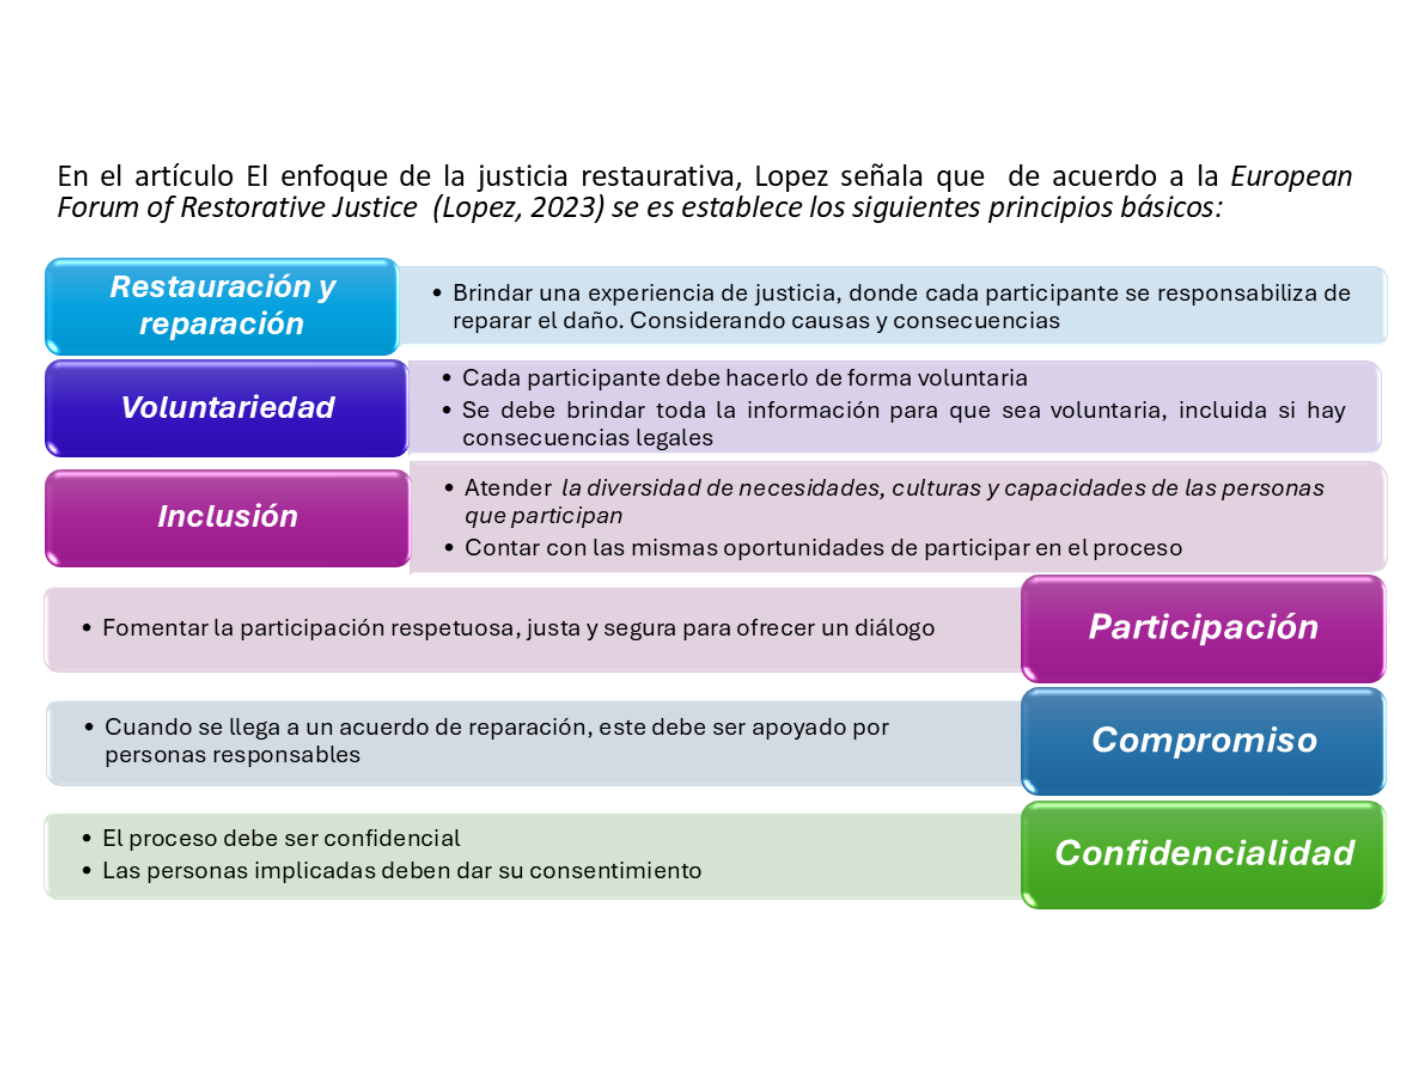 En el artículo El enfoque de la justicia restaurativa, Lopez señala que de acuerdo a la European
Forum of Restorative Justice (Lopez, 2023) se es establece los siguientes principios básicos:
Restauración y
reparación
• Brindar una experiencia de justicia, donde cada participante se responsabiliza de
reparar el daño. Considerando causas y consecuencias
Voluntariedad
• Cada participante debe hacerlo de forma voluntaria
• Se debe brindar toda la información para que sea voluntaria, incluida si hay
consecuencias legales
Inclusión
• Atender la diversidad de necesidades, culturas y capacidades de las personas
que participan
• Contar con las mismas oportunidades de participar en el proceso
• Fomentar la participación respetuosa, justa y segura para ofrecer un diálogo
Participación
• Cuando se llega a un acuerdo de reparación, este debe ser apoyado por
personas responsables
Compromiso
• El proceso debe ser confidencial
• Las personas implicadas deben dar su consentimiento
Confidencialidad